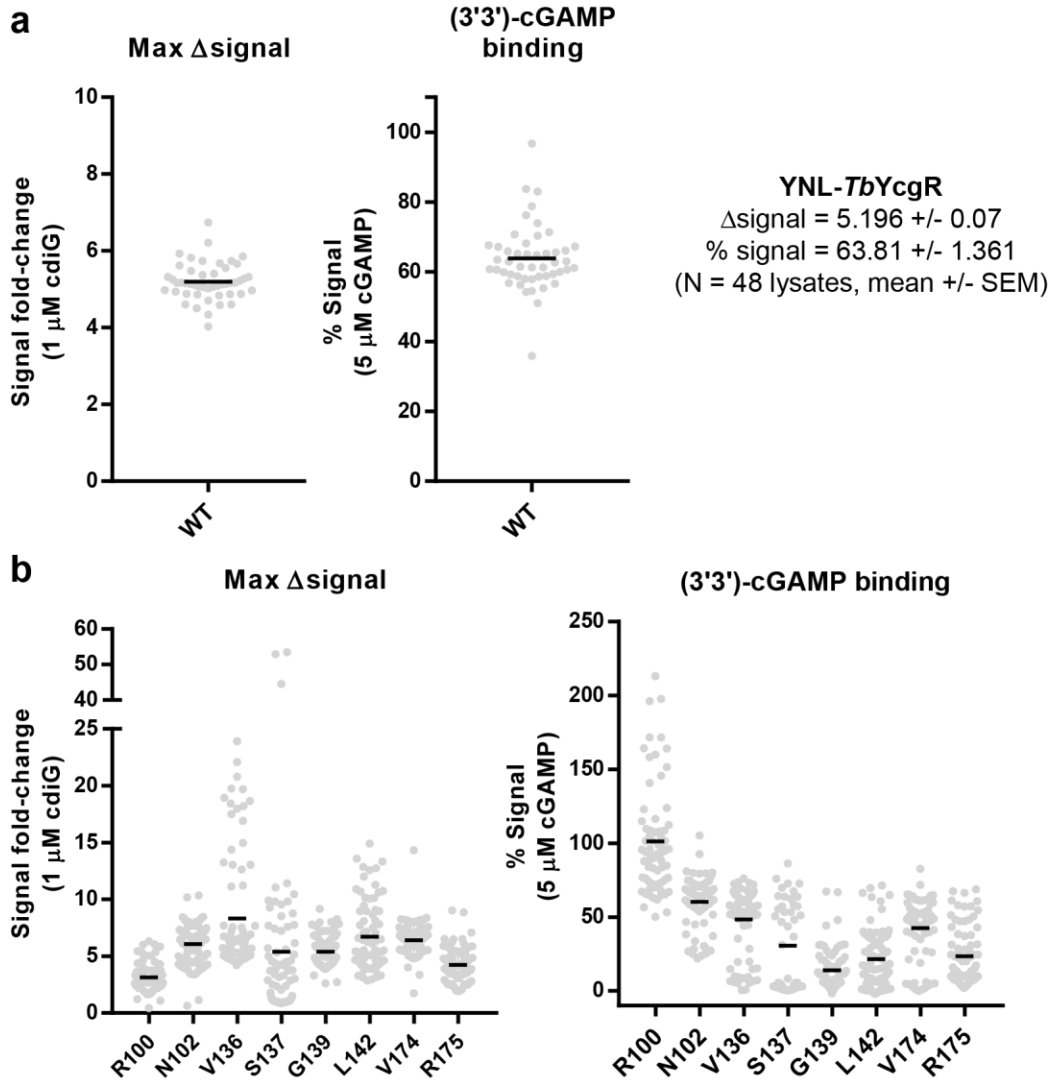 a
Max Δsignal
(3'3')-cGAMP
binding
Signal fold-change
(1 μM cdiG)
10
8
6
4
2
0
WT
% Signal
(5 μM cGAMP)
100
80
60
40
20
0
WT
YNL-TbYcgR
Δsignal = 5.196 +/- 0.07
% signal = 63.81 +/- 1.361
(N = 48 lysates, mean +/- SEM)
b
Max Δsignal
Signal fold-change
(1 μM cdiG)
60
50
40
25
20
15
10
5
0
R100
N102
V136
S137
G139
L142
V174
R175
(3'3')-cGAMP binding
% Signal
(5 μM cGAMP)
250
200
150
100
50
0
R100
N102
V136
S137
G139
L142
V174
R175